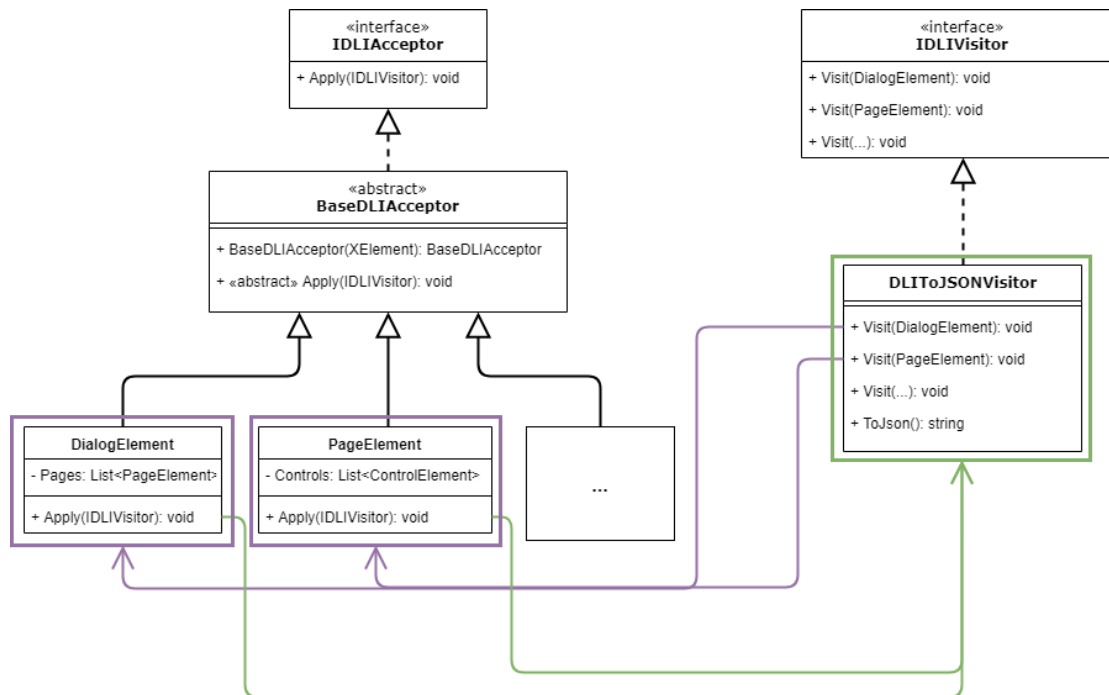 «interface»
IDLIAcceptor
+ Apply(IDLIVisitor): void
«interface»
IDLIVisitor
+ Visit(DialogElement): void
+ Visit(PageElement): void
+ Visit(...): void
«abstract»
BaseDLIAcceptor
+ BaseDLIAcceptor(XElement): BaseDLIAcceptor
+ «abstract» Apply(IDLIVisitor): void
DLIToJSONVisitor
+ Visit(DialogElement): void
+ Visit(PageElement): void
+ Visit(...): void
+ ToJson(): string
DialogElement
- Pages: List<PageElement>
+ Apply(IDLIVisitor): void
PageElement
- Controls: List<ControlElement>
+ Apply(IDLIVisitor): void
...